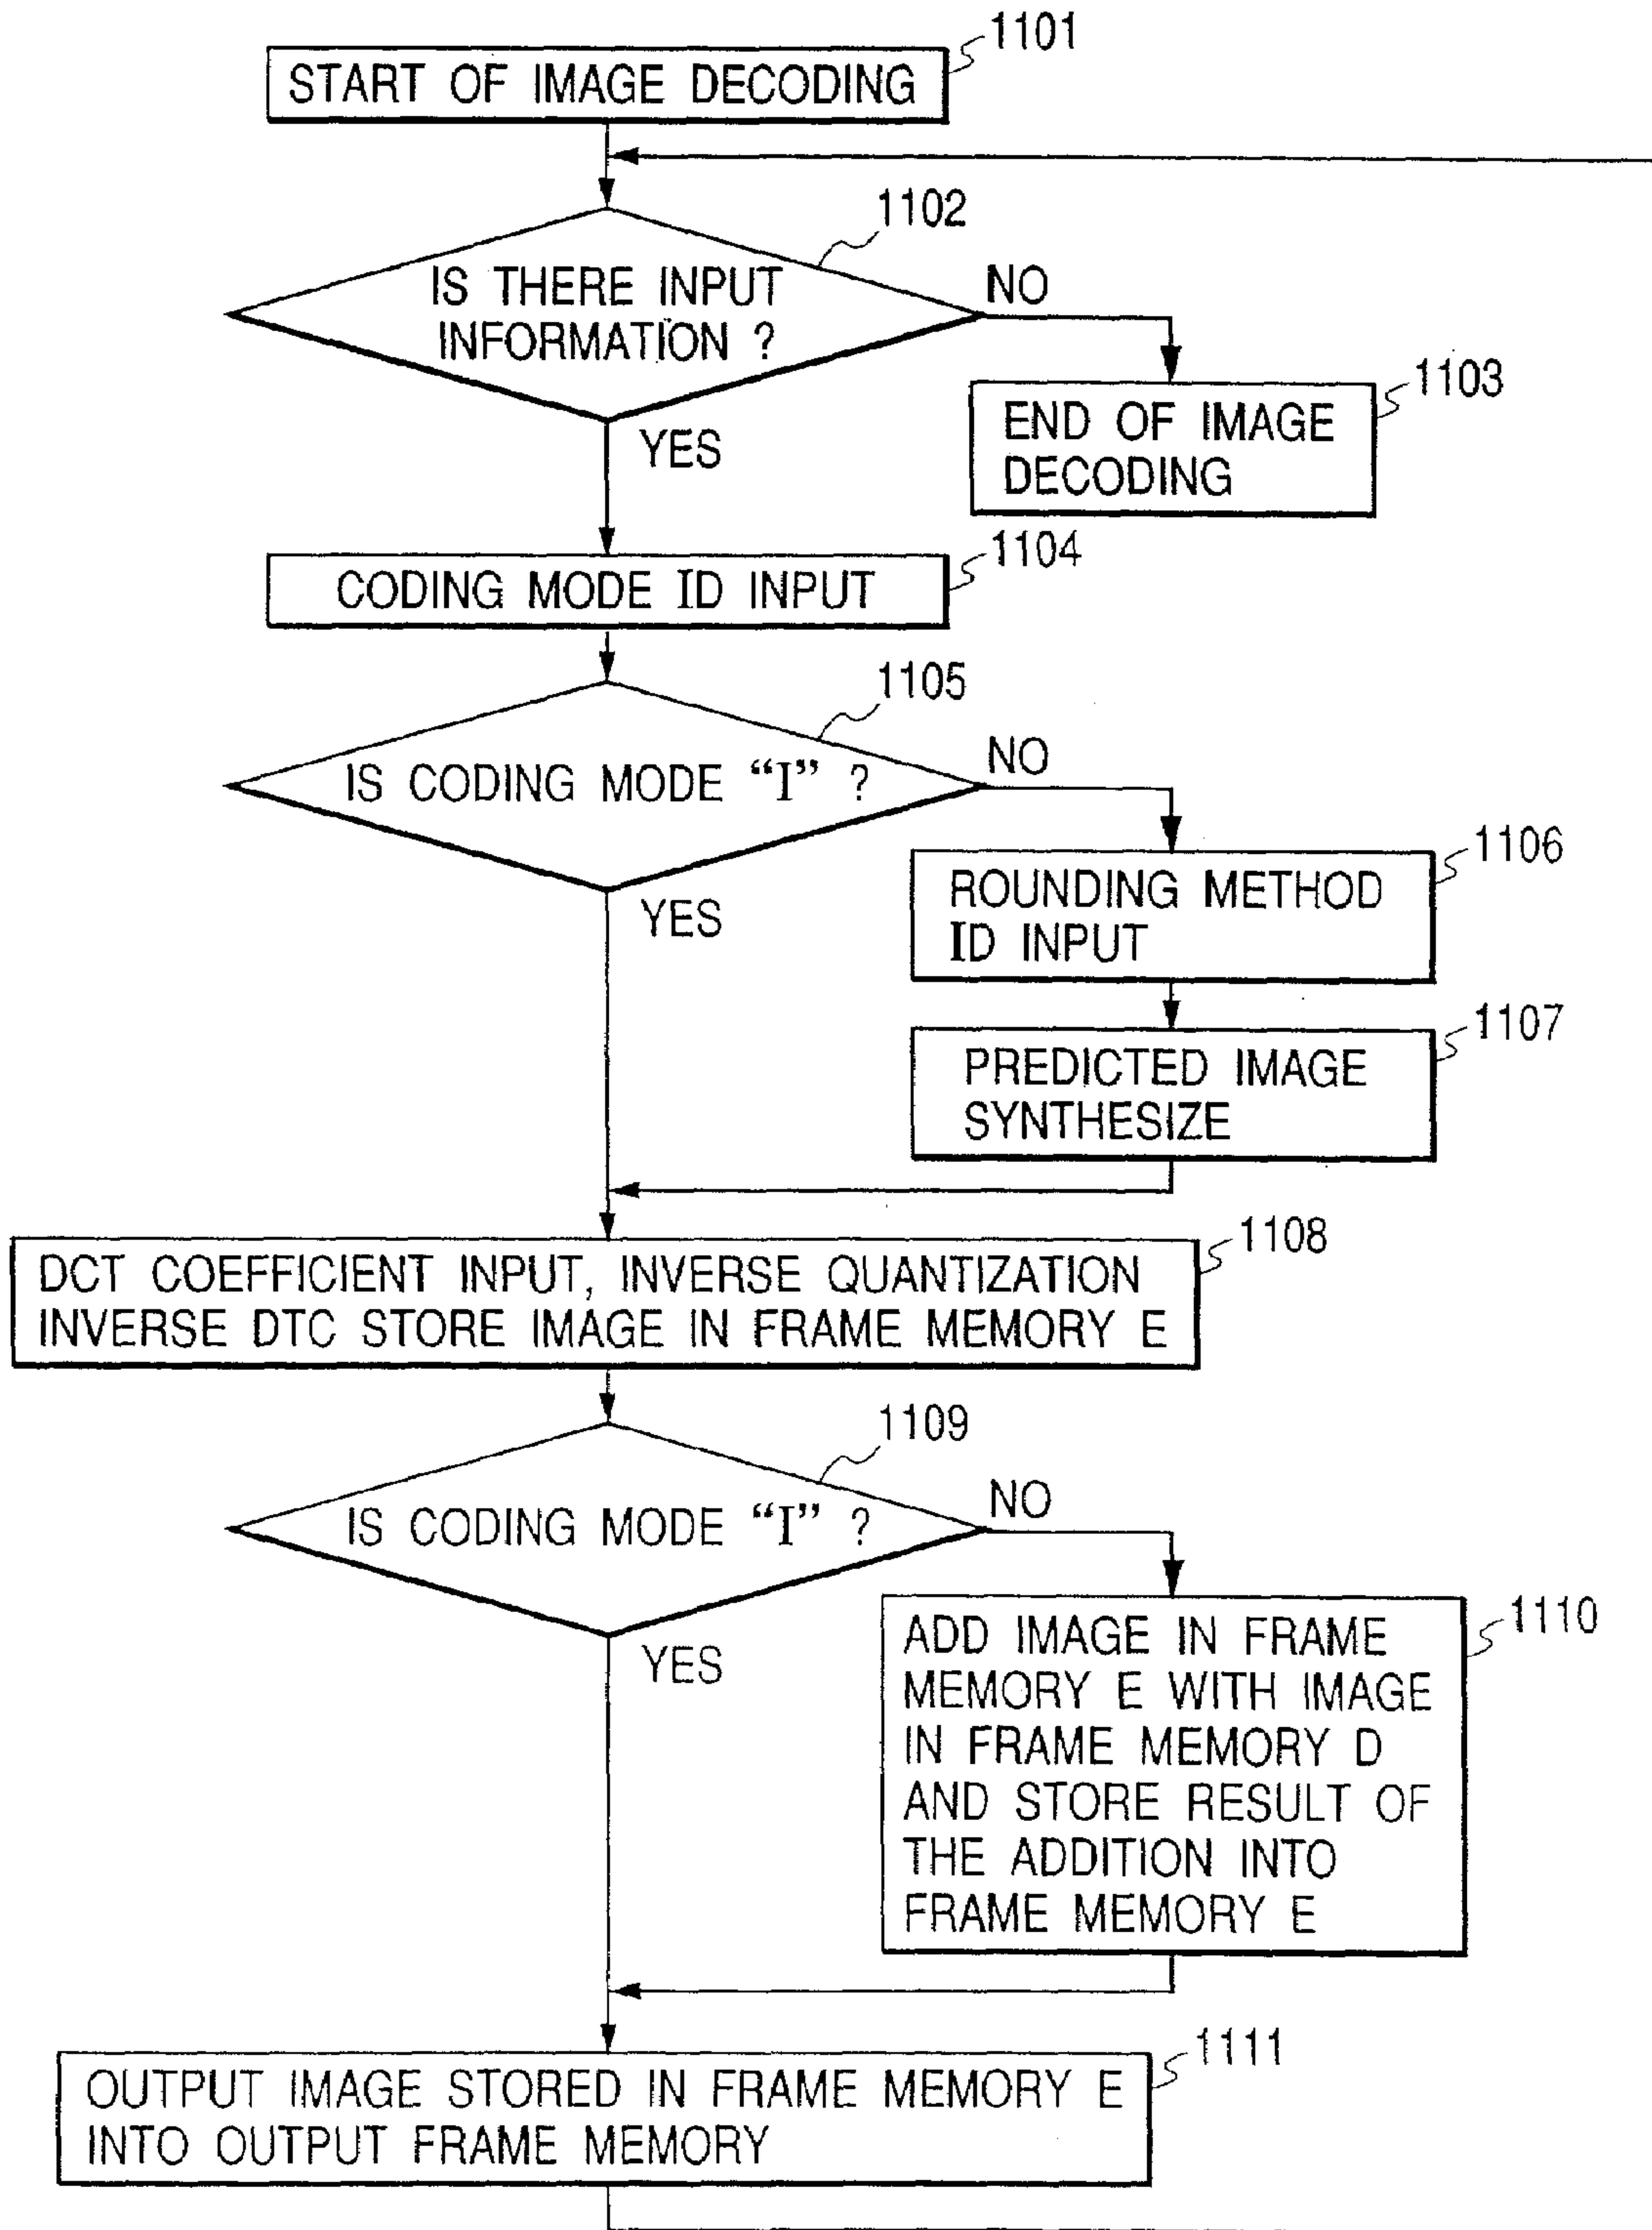 1101
START OF IMAGE DECODING
1102
IS THERE INPUT
INFORMATION ?
NO
YES
1103
END OF IMAGE
DECODING
1104
CODING MODE ID INPUT
1105
IS CODING MODE “I” ?
NO
YES
1106
ROUNDING METHOD
ID INPUT
1107
PREDICTED IMAGE
SYNTHESIZE
1108
DCT COEFFICIENT INPUT, INVERSE QUANTIZATION
INVERSE DTC STORE IMAGE IN FRAME MEMORY E
1109
IS CODING MODE “I” ?
NO
YES
1110
ADD IMAGE IN FRAME
MEMORY E WITH IMAGE
IN FRAME MEMORY D
AND STORE RESULT OF
THE ADDITION INTO
FRAME MEMORY E
1111
OUTPUT IMAGE STORED IN FRAME MEMORY E
INTO OUTPUT FRAME MEMORY